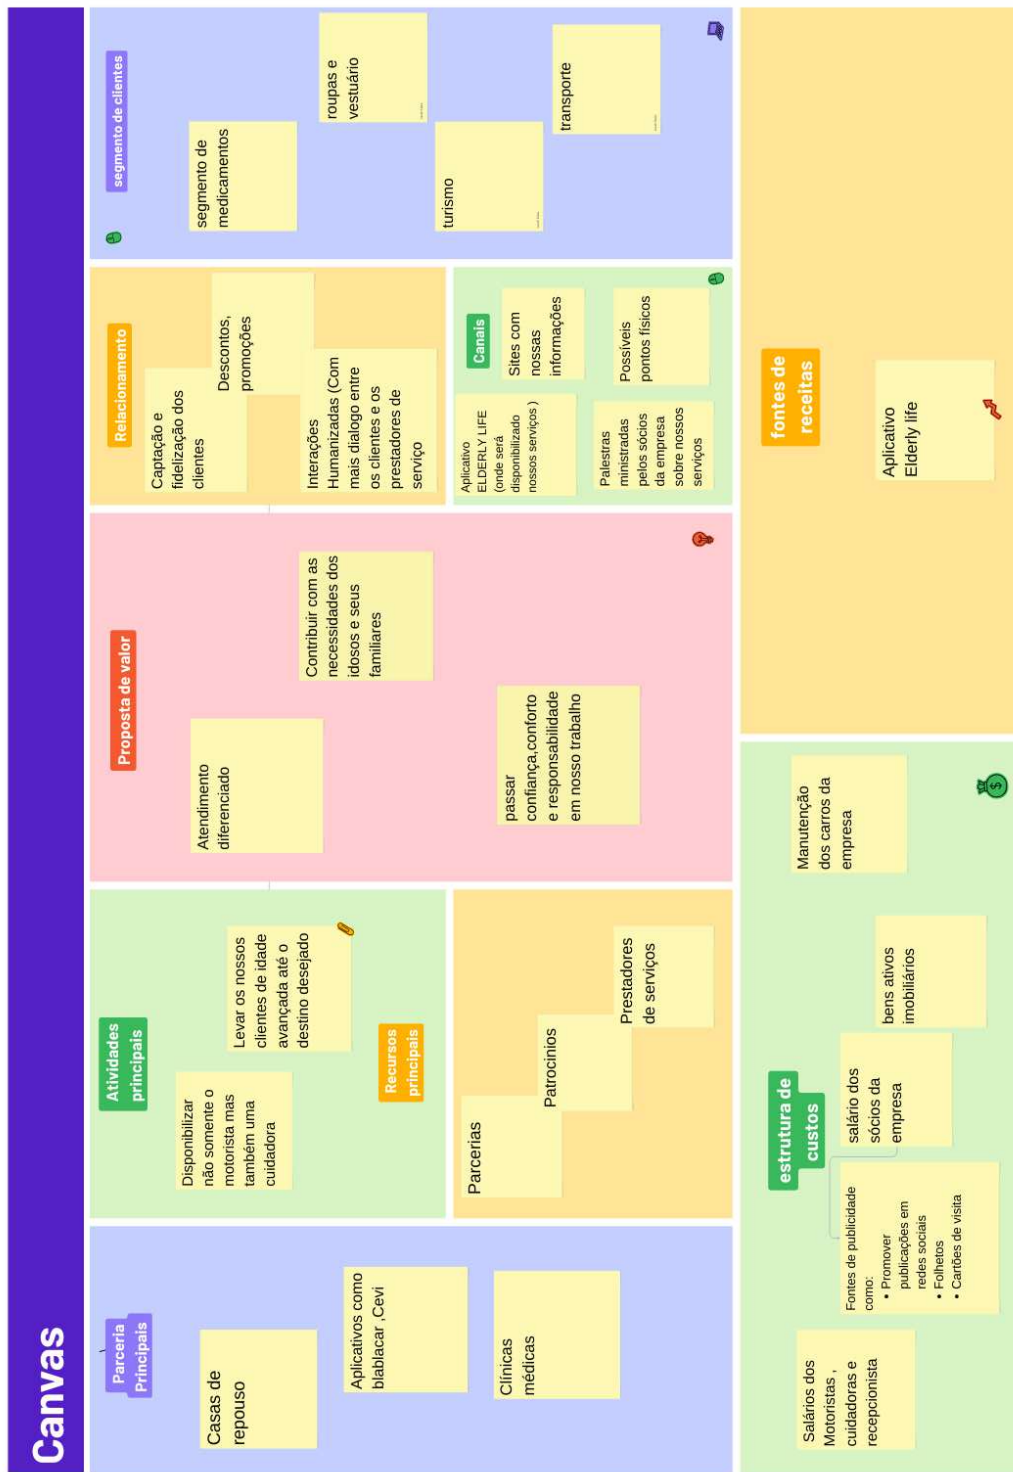 Canvas
Parceria
Principais
Casas de
repouso
Aplicativos como
blablacar ,Cevi
Clínicas
médicas
Atividades
principais
Disponibilizar
não somente o
motorista mas
também uma
cuidadora
Levar os nossos
clientes de idade
avançada até o
destino desejado
Recursos
principais
Parcerias
Patrocinios
Prestadores
de serviços
Proposta de valor
Atendimento
diferenciado
Contribuir com as
necessidades dos
idosos e seus
familiares
passar
confiança,conforto
e responsabilidade
em nosso trabalho
Relacionamento
Captação e
fidelização dos
clientes
Descontos,
promoções
Interações
Humanizadas (Com
mais dialogo entre
os clientes e os
prestadores de
serviço
Canais
Aplicativo
ELDERLY LIFE
(onde será
disponibilizado
nossos serviços )
Sites com
nossas
informações
Palestras
ministradas
pelos sócios
da empresa
sobre nossos
serviços
Possíveis
pontos físicos
segmento de clientes
segmento de
medicamentos
roupas e
vestuário
turismo
transporte
estrutura de
custos
Salários dos
Motoristas ,
cuidadoras e
recepcionista
Fontes de publicidade
como:
• Promover
publicações em
redes sociais
• Folhetos
• Cartões de visita
salário dos
sócios da
empresa
bens ativos
imobiliários
Manutenção
dos carros da
empresa
fontes de
receitas
Aplicativo
Elderly life